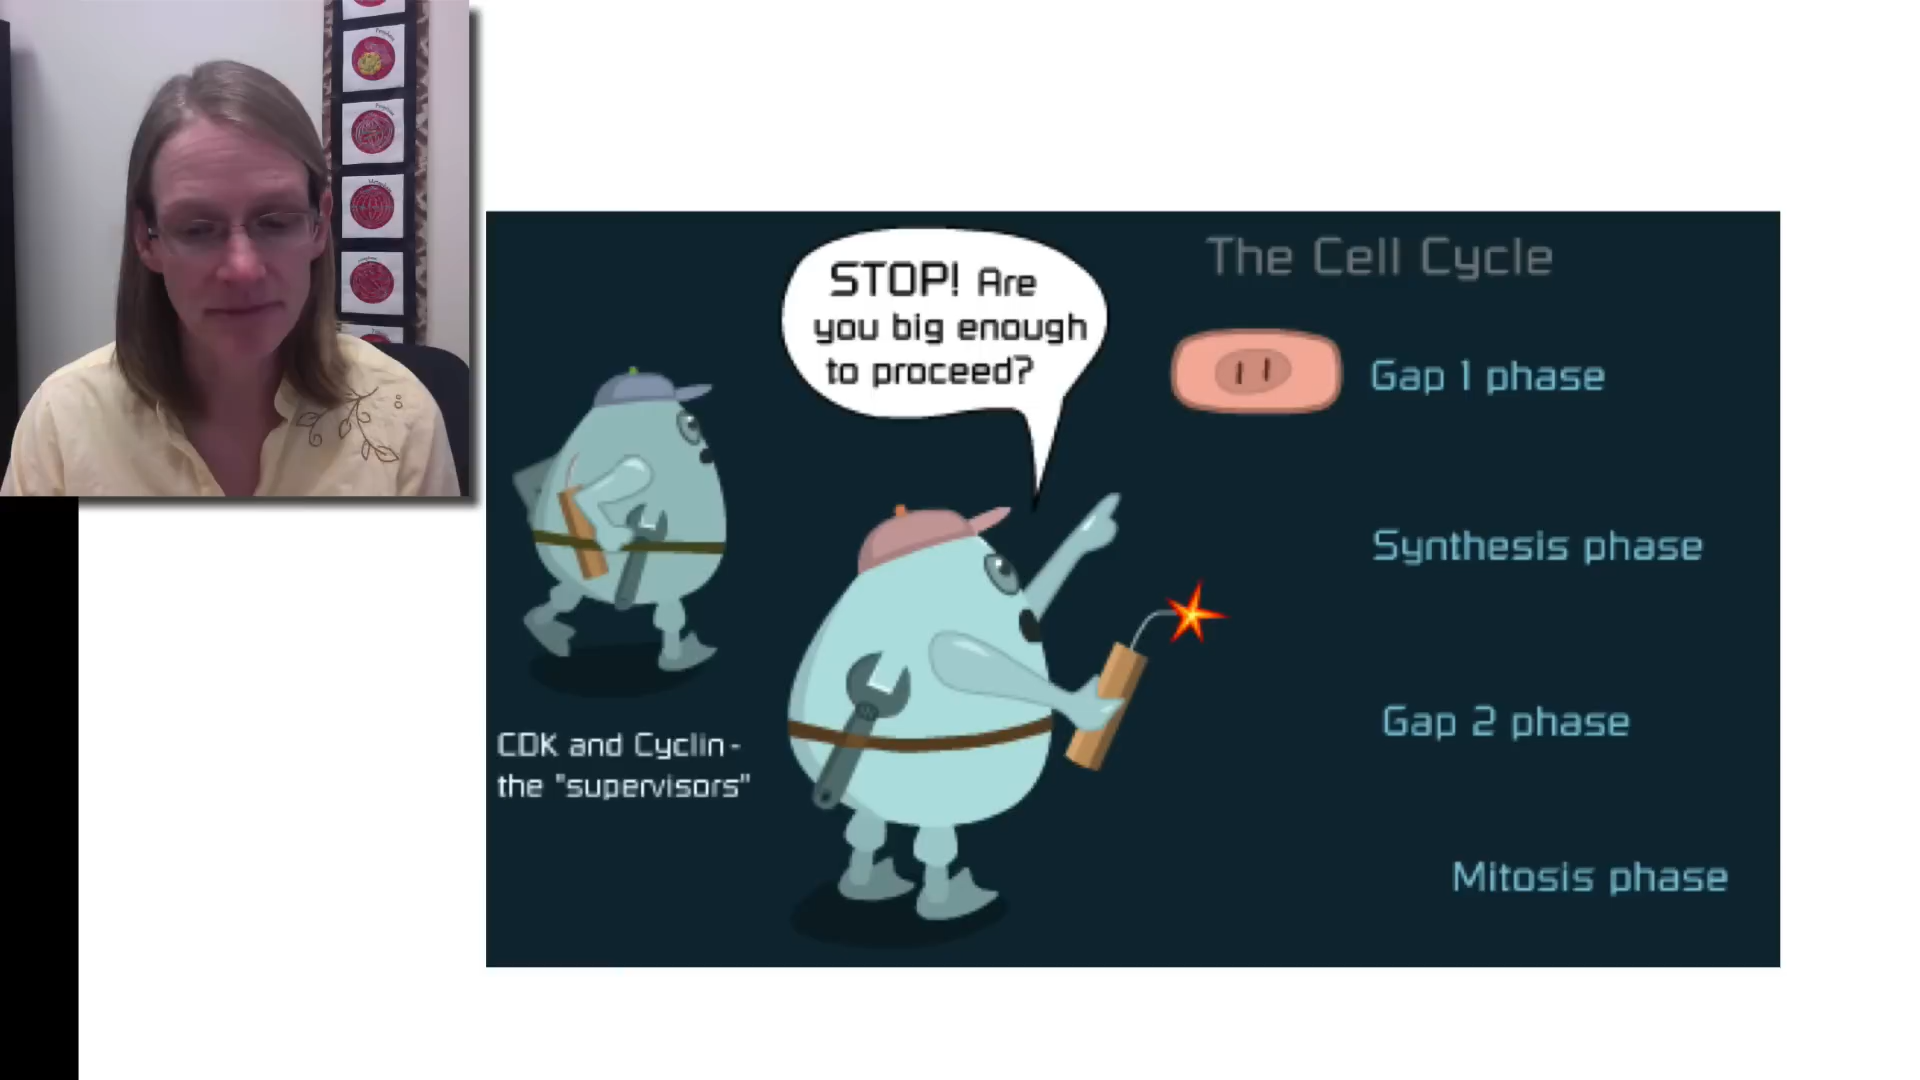 The Cell Cycle
STOP! Are
you big enough
to proceed?
Gap 1 phase
Synthesis phase
Gap 2 phase
Mitosis phase
CDK and Cyclin -
the "supervisors"